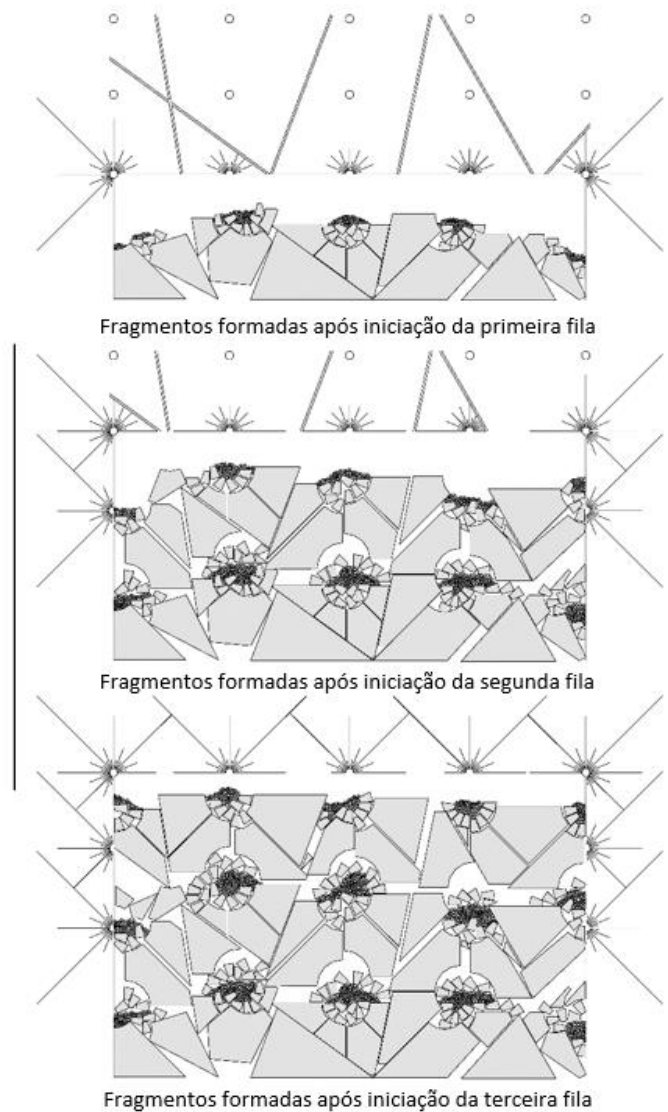 Fragmentos formadas após iniciação da primeira fila
Fragmentos formadas após iniciação da segunda fila
Fragmentos formadas após iniciação da terceira fila